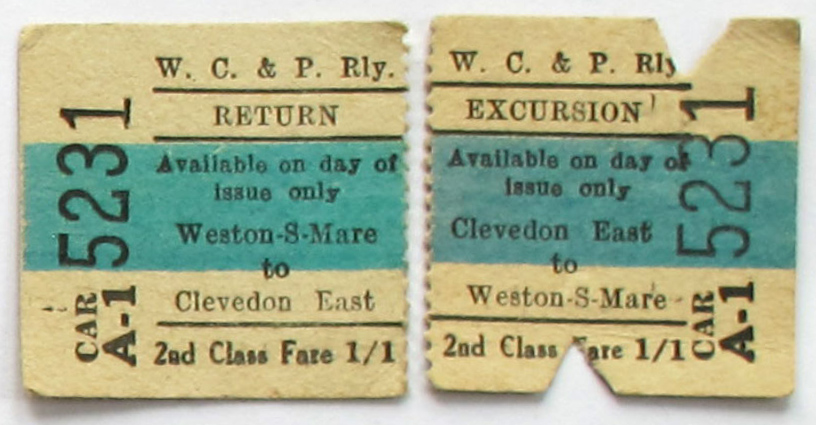 W. C. & P. Rly.
RETURN
Available on day of
issue only
Weston-S-Mare
to
Clevedon East
2nd Class Fare 1/1
5231
CAR
A-1
W. C. & P. Rly
EXCURSION
Available on day of
issue only
Clevedon East
to
Weston-S-Mare
2nd Class Fare 1/1
5231
CAR
A-1